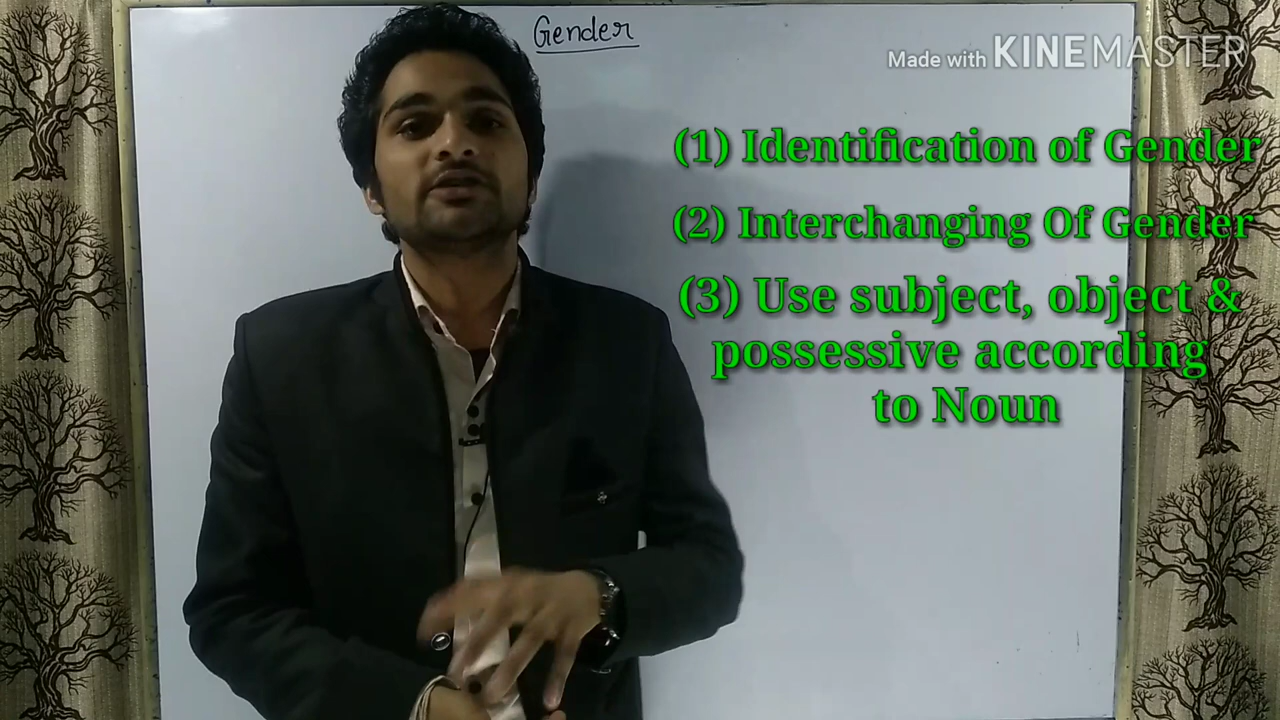 Gender
Made with KINEMASTER
(1) Identification of Gender
(2) Interchanging Of Gender
(3) Use subject, object &
possessive according
to Noun